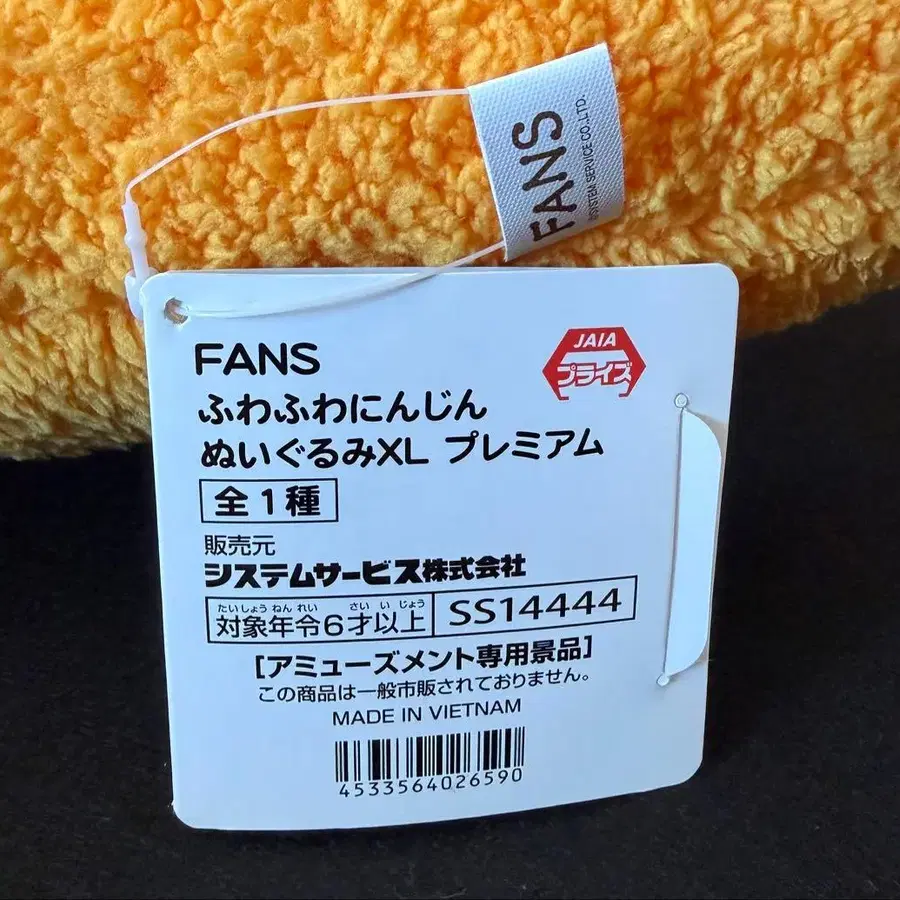 FANS
SYSTEM SERVICE CO.,LTD.
FANS
JAIA
プライズ
ふわふわにんじん
ぬいぐるみXL プレミアム
全1種
販売元
システムサービス株式会社
たいしょうねんれい さいいじょう
対象年令6才以上 SS14444
[アミューズメント専用景品]
この商品は一般市販されておりません。
MADE IN VIETNAM
4533564026590